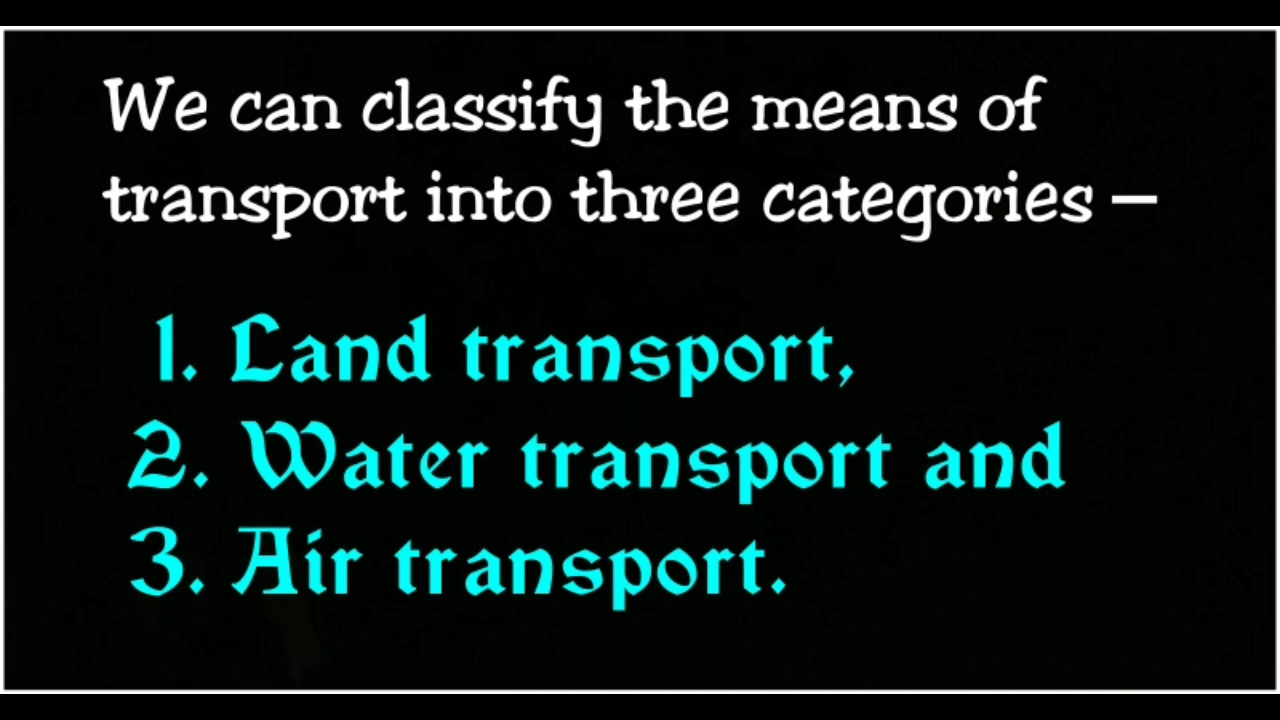 We can classify the means of
transport into three categories –
1. Land transport,
2. Water transport and
3. Air transport.